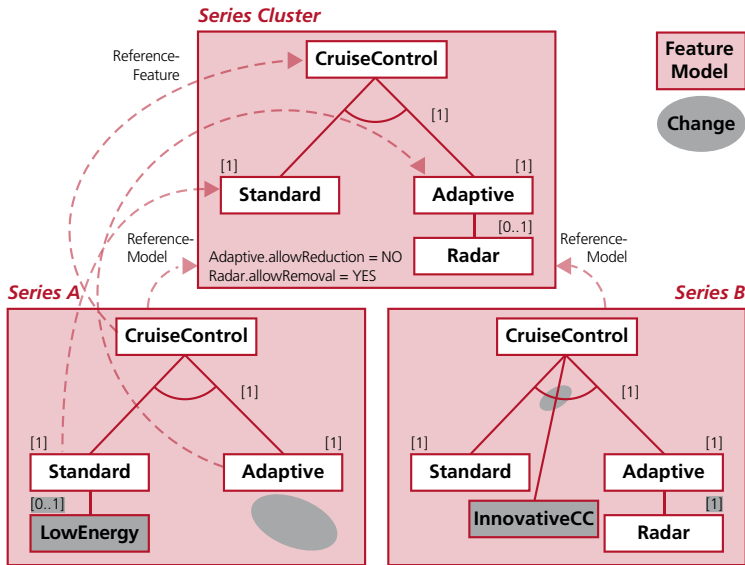 Series Cluster
Reference-
Feature
CruiseControl
Feature
Model
Change
[1]
[1]
[1]
Standard
Adaptive
[0..1]
Radar
Reference-
Model
Adaptive.allowReduction = NO
Radar.allowRemoval = YES
Reference-
Model
Series A
Series B
CruiseControl
[1]
[1]
[1]
Standard
Adaptive
[0..1]
LowEnergy
CruiseControl
[1]
[1]
Standard
Adaptive
InnovativeCC
[1]
Radar